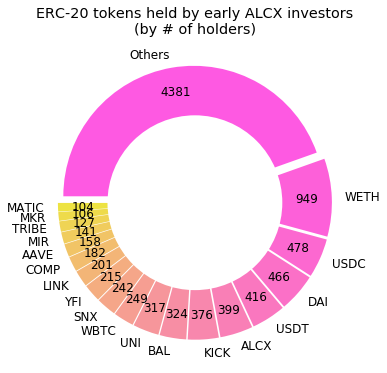 ERC-20 tokens held by early ALCX investors
(by # of holders)
Others
4381
WETH
949
USDC
478
DAI
466
USDT
416
ALCX
399
KICK
376
BAL
324
UNI
317
WBTC
249
SNX
242
YFI
215
LINK
201
COMP
182
AAVE
158
MIR
141
TRIBE
127
MKR
106
MATIC
104